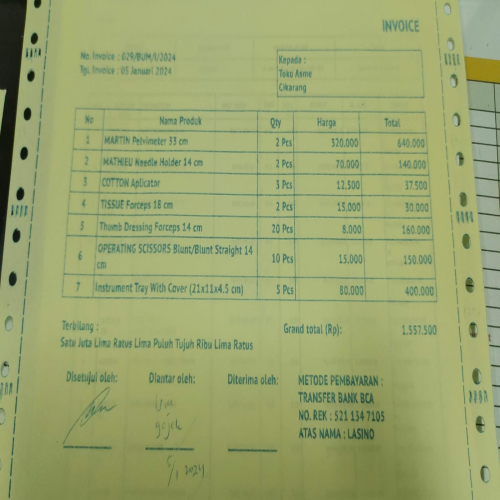 INVOICE
No. Invoice : 029/BUM/I/2024
Tgl. Invoice : 05 Januari 2024
Kepada :
Toko Asme
Cikarang
No Nama Produk Qty Harga Total
1 MARTIN Pelvimeter 33 cm 2 Pcs 320.000 640.000
2 MATHIEU Needle Holder 14 cm 2 Pcs 70.000 140.000
3 COTTON Aplicator 3 Pcs 12.500 37.500
4 TISSUE Forceps 18 cm 2 Pcs 15.000 30.000
5 Thumb Dressing Forceps 14 cm 20 Pcs 8.000 160.000
6 OPERATING SCISSORS Blunt/Blunt Straight 14 cm 10 Pcs 15.000 150.000
7 Instrument Tray With Cover (21x11x4.5 cm) 5 Pcs 80.000 400.000
Terbilang :
Grand total (Rp): 1.557.500
Satu Juta Lima Ratus Lima Puluh Tujuh Ribu Lima Ratus
Disetujui oleh: Diantar oleh: Diterima oleh:
METODE PEMBAYARAN :
TRANSFER BANK BCA
NO. REK : 521 134 7105
ATAS NAMA : LASINO
gojek
5/1 2024